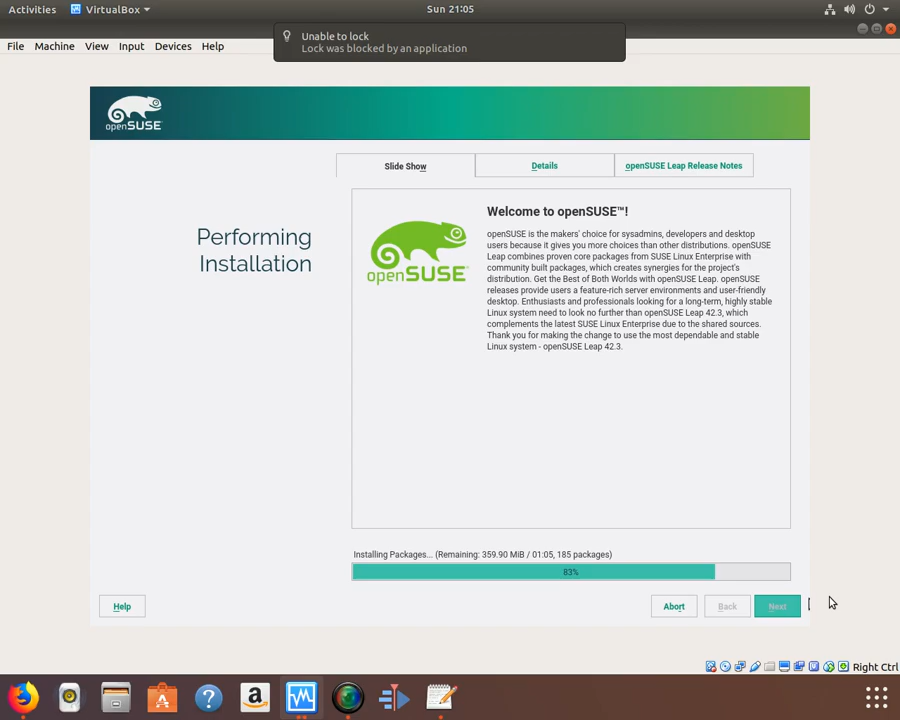 Activities
VirtualBox
Sun 21:05
Unable to lock
Lock was blocked by an application
File Machine View Input Devices Help
openSUSE
Slide Show
Details
openSUSE Leap Release Notes
Performing
Installation
openSUSE
Welcome to openSUSE™!
openSUSE is the makers' choice for sysadmins, developers and desktop
users because it gives you more choices than other distributions. openSUSE
Leap combines proven core packages from SUSE Linux Enterprise with
community built packages, which creates synergies for the project's
distribution. Get the Best of Both Worlds with openSUSE Leap. openSUSE
releases provide users a feature-rich server environments and user-friendly
desktop. Enthusiasts and professionals looking for a long-term, highly stable
Linux system need to look no further than openSUSE Leap 42.3, which
complements the latest SUSE Linux Enterprise due to the shared sources.
Thank you for making the change to use the most dependable and stable
Linux system - openSUSE Leap 42.3.
Installing Packages... (Remaining: 359.90 MiB / 01:05, 185 packages)
83%
Help
Abort
Back
Next
Right Ctrl